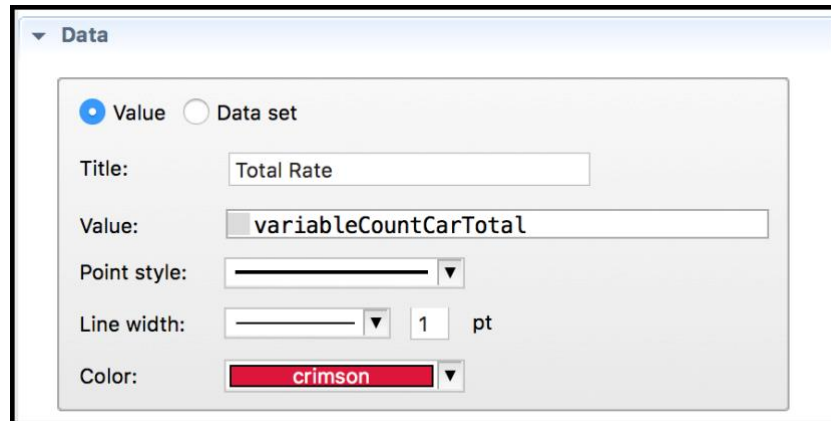 Data
Value Data set
Title: Total Rate
Value: variableCountCarTotal
Point style:
Line width: 1 pt
Color: crimson